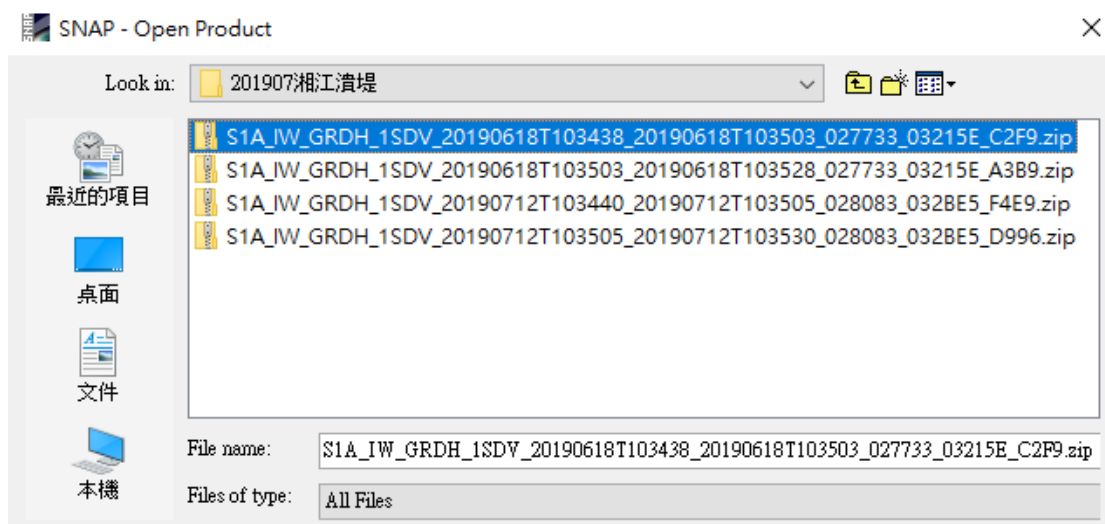 SNAP - Open Product
Look in: 201907湘江潰堤
S1A_IW_GRDH_1SDV_20190618T103438_20190618T103503_027733_03215E_C2F9.zip
S1A_IW_GRDH_1SDV_20190618T103503_20190618T103528_027733_03215E_A3B9.zip
S1A_IW_GRDH_1SDV_20190712T103440_20190712T103505_028083_032BE5_F4E9.zip
S1A_IW_GRDH_1SDV_20190712T103505_20190712T103530_028083_032BE5_D996.zip
最近的項目
桌面
文件
本機
File name: S1A_IW_GRDH_1SDV_20190618T103438_20190618T103503_027733_03215E_C2F9.zip
Files of type: All Files